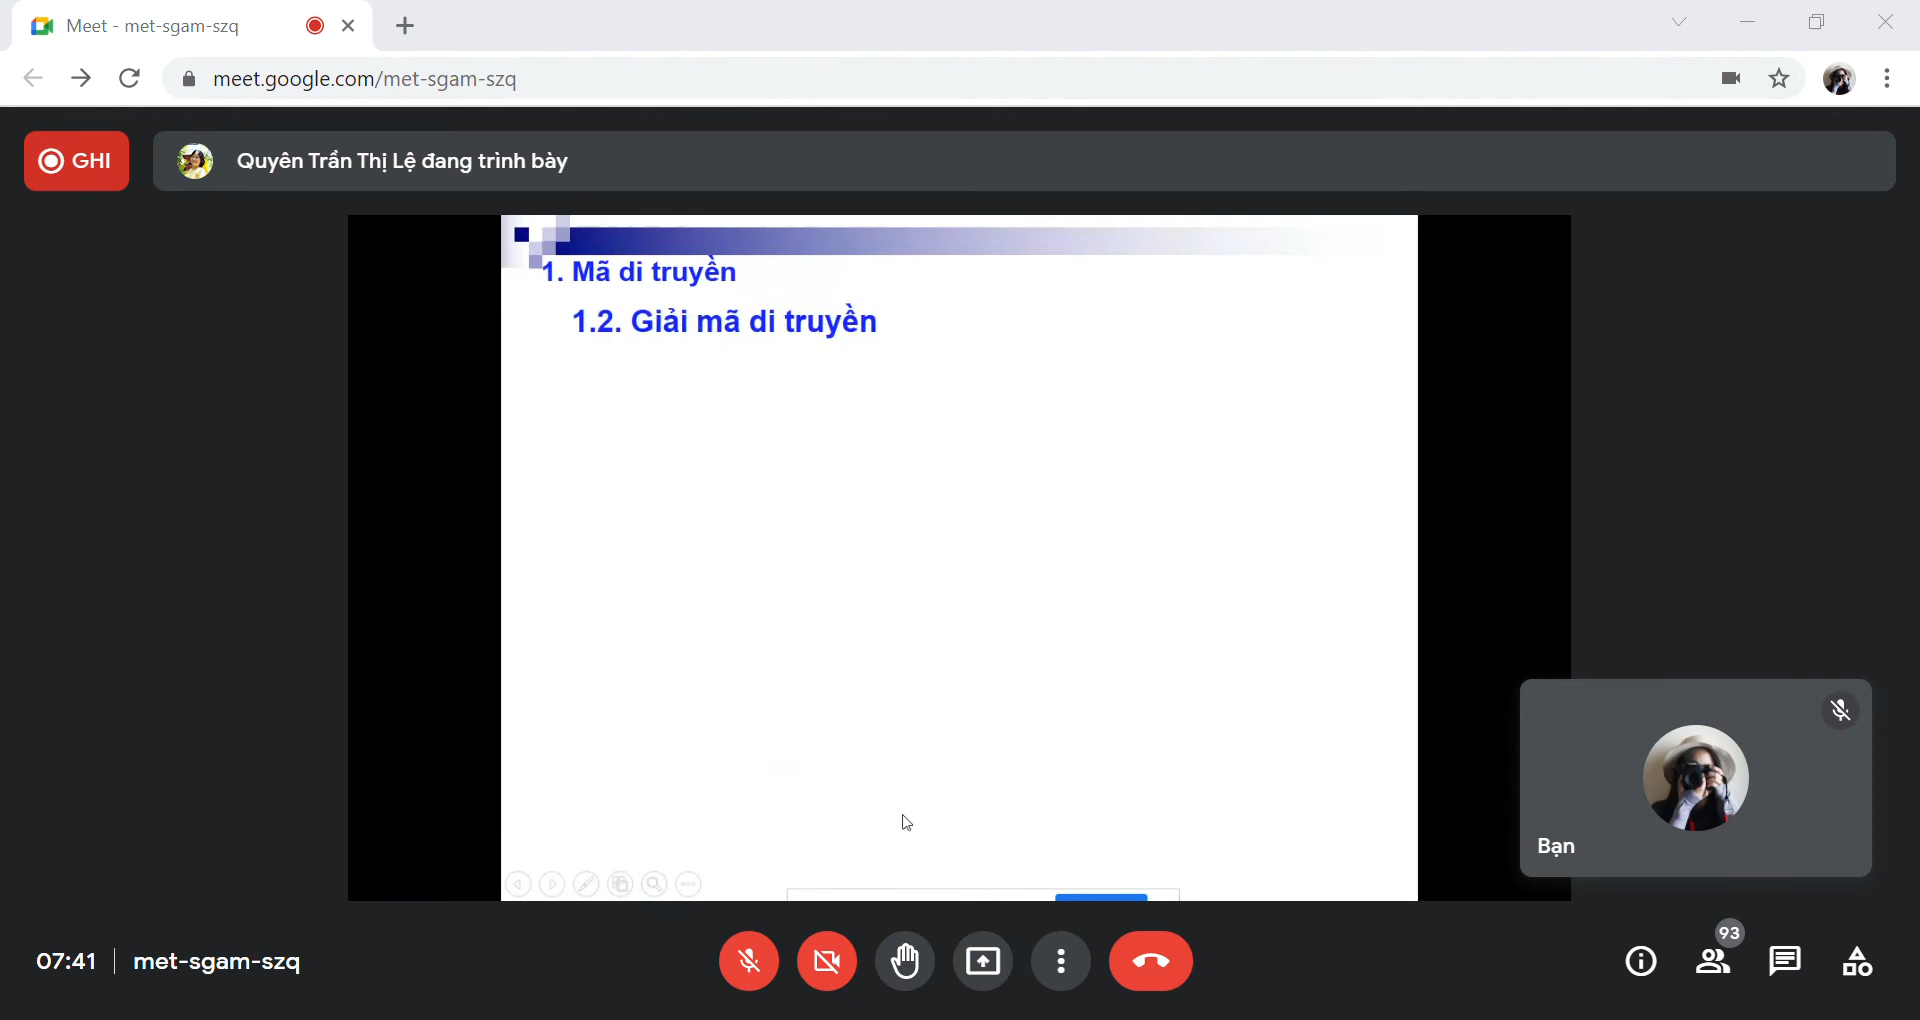 Meet - met-sgam-szq
meet.google.com/met-sgam-szq
GHI
Quyên Trần Thị Lệ đang trình bày
1. Mã di truyền
1.2. Giải mã di truyền
Bạn
07:41
met-sgam-szq
93